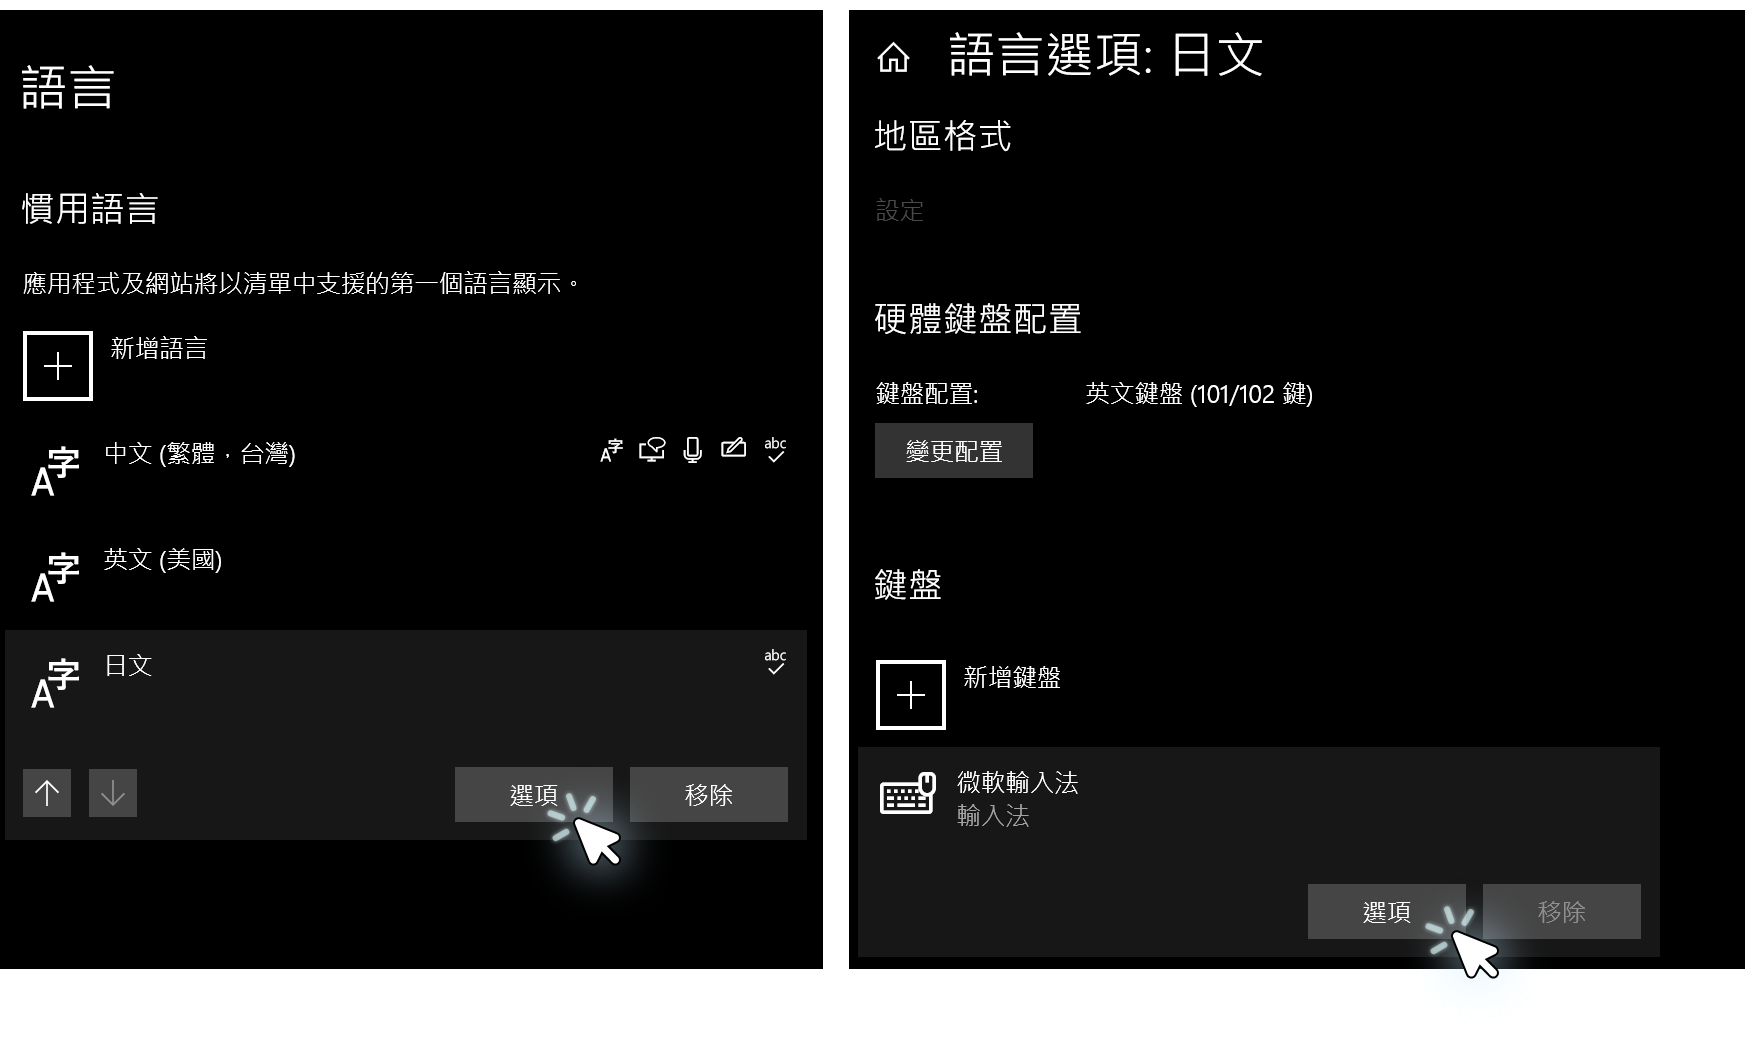 語言
慣用語言
應用程式及網站將以清單中支援的第一個語言顯示。
新增語言
中文 (繁體，台灣)
abc
英文 (美國)
日文
abc
選項
移除
語言選項: 日文
地區格式
設定
硬體鍵盤配置
鍵盤配置: 英文鍵盤 (101/102 鍵)
變更配置
鍵盤
新增鍵盤
微軟輸入法
輸入法
選項
移除